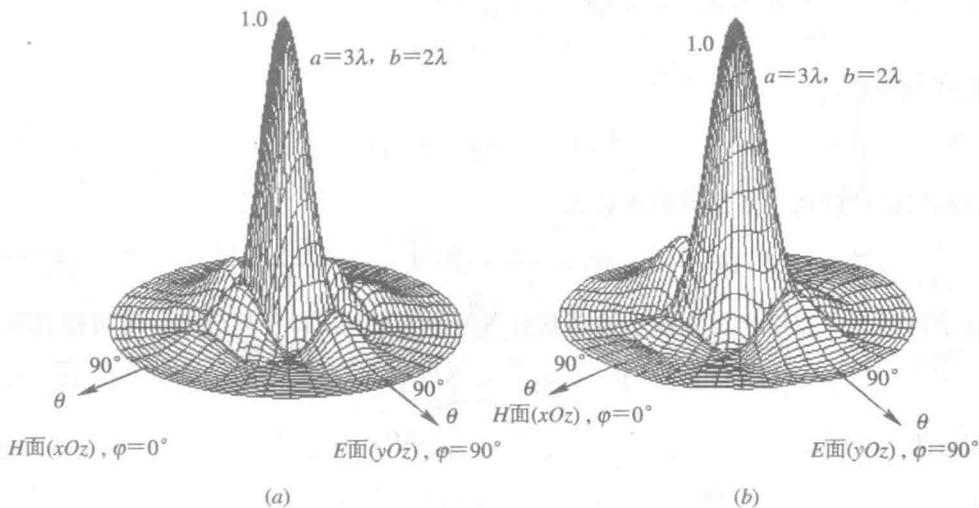 1.0
a=3λ, b=2λ
90°
θ
90°
θ
H面(xOz), φ=0°
E面(yOz), φ=90°
(a)
1.0
a=3λ, b=2λ
90°
θ
90°
θ
H面(xOz), φ=0°
E面(yOz), φ=90°
(b)